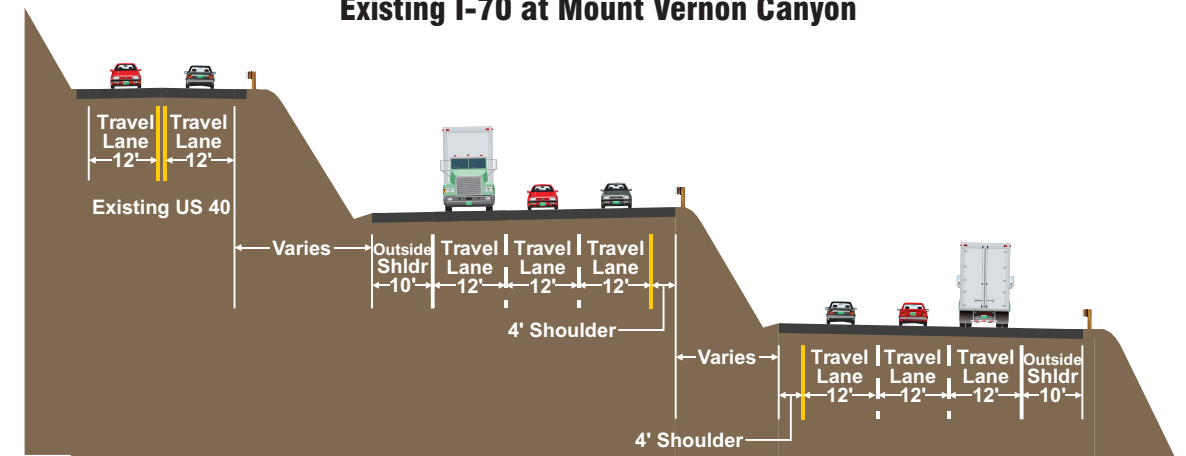 Existing I-70 at Mount Vernon Canyon
Travel
Lane
12'
Travel
Lane
12'
Existing US 40
Varies
Outside
Shldr
10'
Travel
Lane
12'
Travel
Lane
12'
Travel
Lane
12'
4' Shoulder
Varies
Travel
Lane
12'
Travel
Lane
12'
Travel
Lane
12'
Outside
Shldr
10'
4' Shoulder